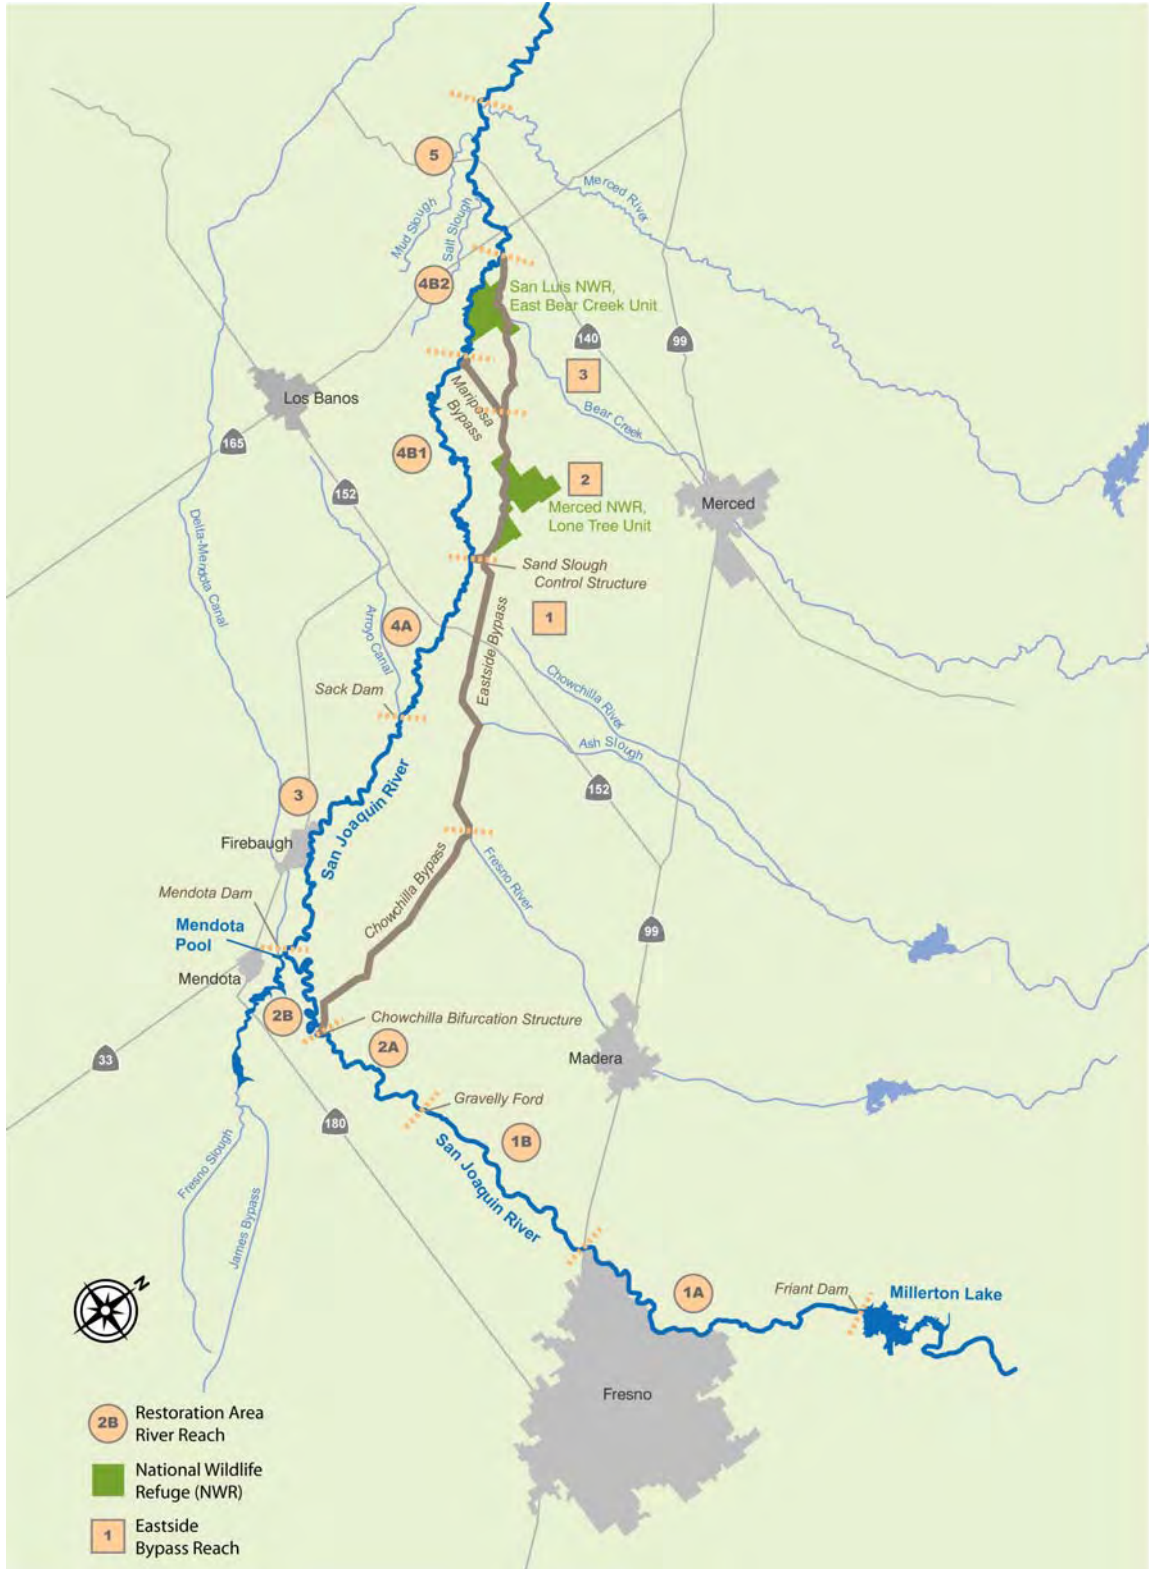 5
Mud Slough
Salt Slough
Merced River
4B2
San Luis NWR,
East Bear Creek Unit
140
99
3
Mariposa
Bypass
Bear Creek
Los Banos
165
4B1
152
2
Merced
Merced NWR,
Lone Tree Unit
Delta-Mendota Canal
Sand Slough
Control Structure
Arroyo Canal
4A
Eastside Bypass
1
Sack Dam
Chowchilla River
Ash Slough
3
152
San Joaquin River
Firebaugh
Chowchilla Bypass
Fresno River
Mendota Dam
Mendota
Pool
99
Mendota
2B
Chowchilla Bifurcation Structure
33
2A
Madera
Gravelly Ford
180
1B
San Joaquin River
Fresno Slough
James Bypass
N
1A
Friant Dam
Millerton Lake
Fresno
2B
Restoration Area
River Reach
National Wildlife
Refuge (NWR)
1
Eastside
Bypass Reach